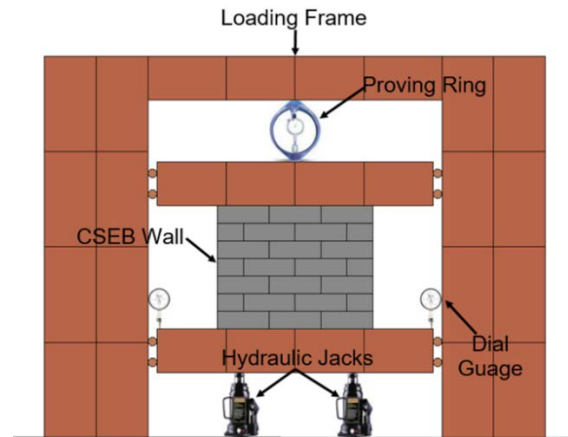 Loading Frame
Proving Ring
CSEB Wall
Hydraulic Jacks
Dial
Guage